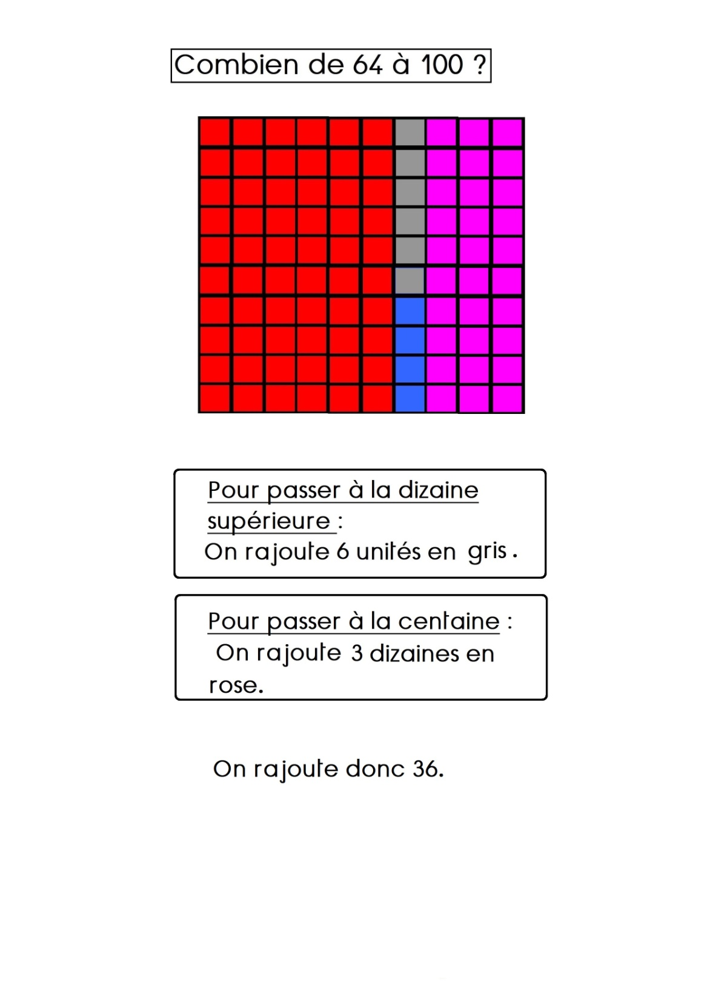 Combien de 64 à 100 ?
Pour passer à la dizaine
supérieure :
On rajoute 6 unités en gris .
Pour passer à la centaine :
On rajoute 3 dizaines en
rose.
On rajoute donc 36.